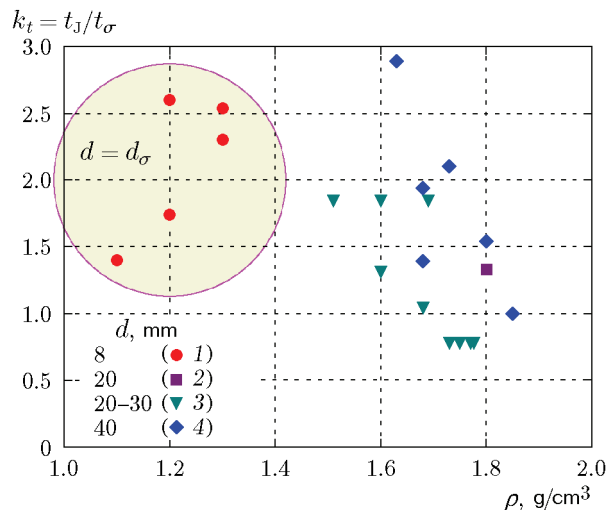 k_t = t_J/t_σ
3.0
2.5
2.0
1.5
1.0
0.5
0
d = d_σ
d, mm
8 (● 1)
20 (■ 2)
20–30 (▼ 3)
40 (◆ 4)
1.0 1.2 1.4 1.6 1.8 2.0
ρ, g/cm³